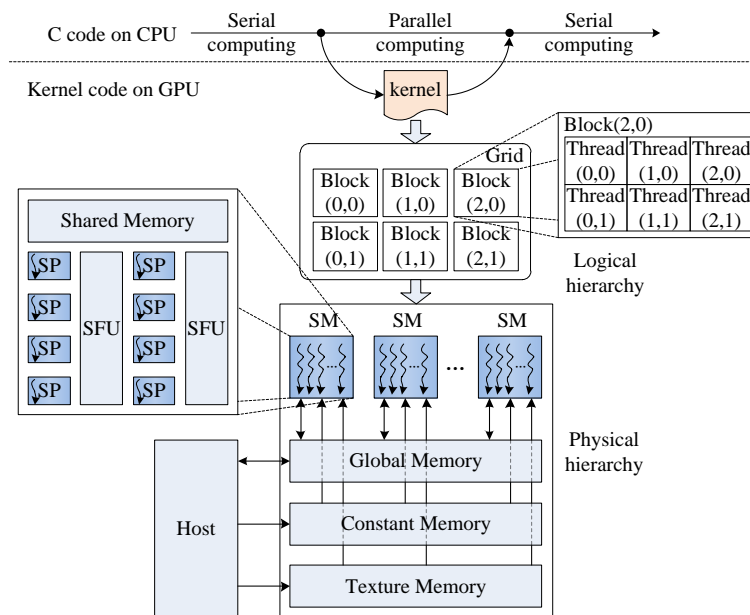 C code on CPU
Serial computing
Parallel computing
Serial computing
Kernel code on GPU
kernel
Grid
Block (0,0)
Block (1,0)
Block (2,0)
Block (0,1)
Block (1,1)
Block (2,1)
Block(2,0)
Thread (0,0)
Thread (1,0)
Thread (2,0)
Thread (0,1)
Thread (1,1)
Thread (2,1)
Logical hierarchy
Shared Memory
SP
SP
SP
SP
SFU
SP
SP
SP
SP
SFU
SM
SM
SM
...
...
...
...
Physical hierarchy
Host
Global Memory
Constant Memory
Texture Memory